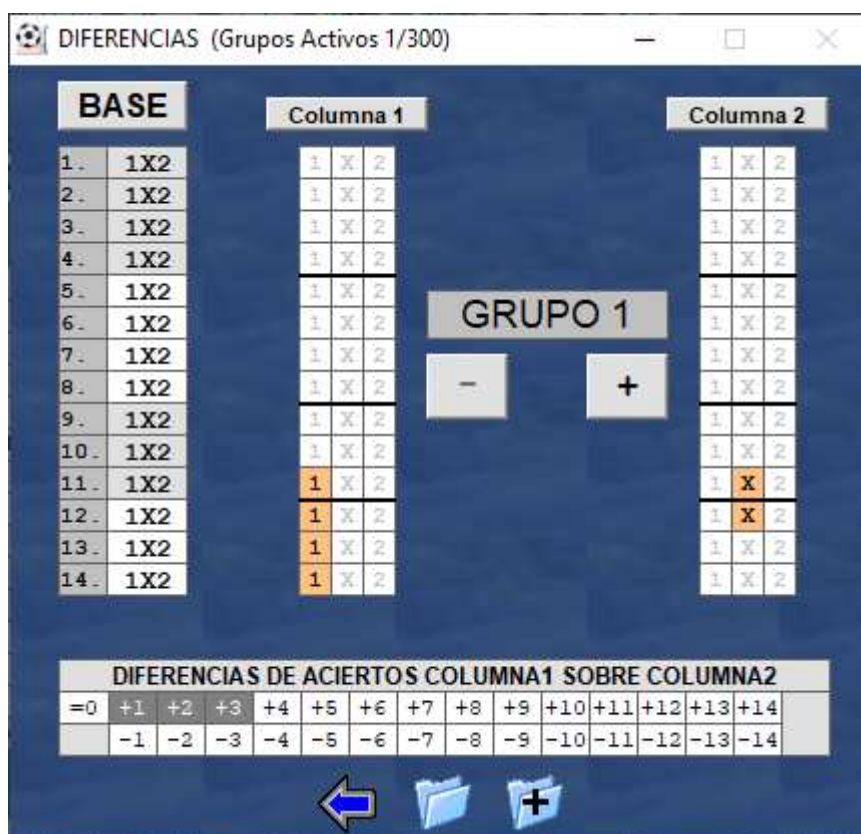 DIFERENCIAS (Grupos Activos 1/300)
BASE Columna 1 Columna 2
1. 1X2 1 X 2 1 X 2
2. 1X2 1 X 2 1 X 2
3. 1X2 1 X 2 1 X 2
4. 1X2 1 X 2 1 X 2
5. 1X2 1 X 2 1 X 2
6. 1X2 1 X 2 GRUPO 1 1 X 2
7. 1X2 1 X 2 1 X 2
8. 1X2 1 X 2 - + 1 X 2
9. 1X2 1 X 2 1 X 2
10. 1X2 1 X 2 1 X 2
11. 1X2 1 X 2 1 X 2
12. 1X2 1 X 2 1 X 2
13. 1X2 1 X 2 1 X 2
14. 1X2 1 X 2 1 X 2
DIFERENCIAS DE ACIERTOS COLUMNA1 SOBRE COLUMNA2
=0 +1 +2 +3 +4 +5 +6 +7 +8 +9 +10 +11 +12 +13 +14
-1 -2 -3 -4 -5 -6 -7 -8 -9 -10 -11 -12 -13 -14
+